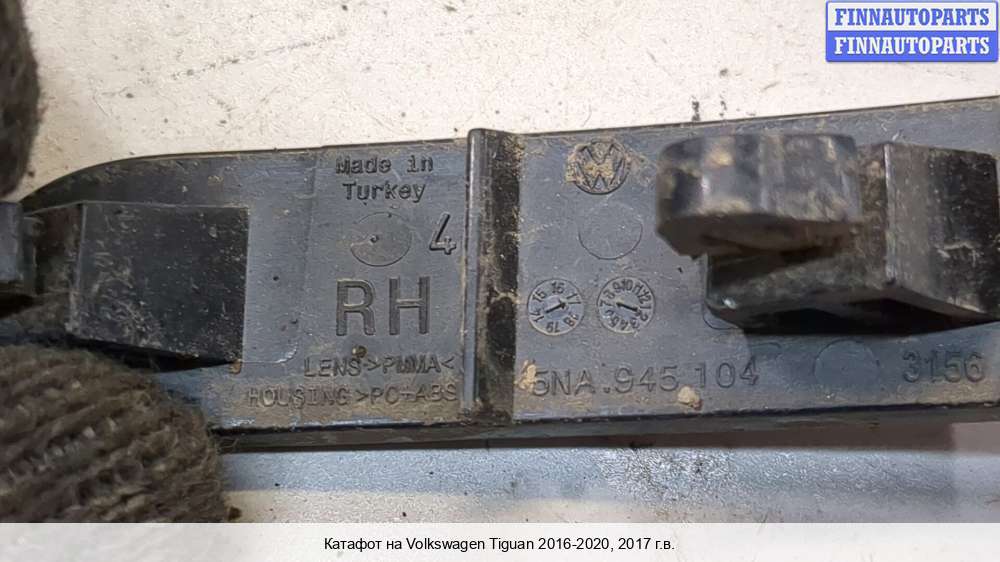 FINNAUTOPARTS
FINNAUTOPARTS
Made in
Turkey
4
RH
LENS>PMMA<
HOUSING>PC+ABS
5NA.945 104
3156
Катафот на Volkswagen Tiguan 2016-2020, 2017 г.в.